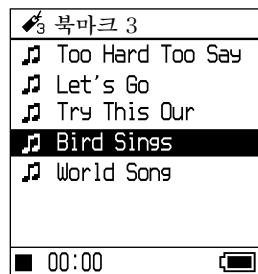 북마크 3
Too Hard Too Say
Let's Go
Try This Our
Bird Sings
World Song
00:00